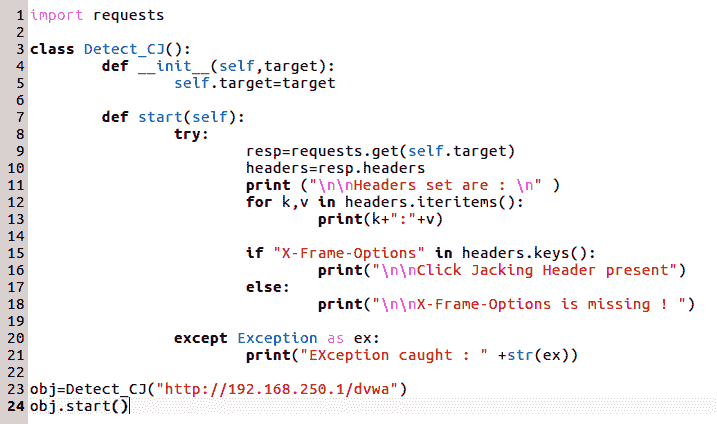 1 import requests
2
3 class Detect_CJ():
4         def __init__(self,target):
5                 self.target=target
6
7         def start(self):
8                 try:
9                         resp=requests.get(self.target)
10                         headers=resp.headers
11                         print ("\n\nHeaders set are : \n" )
12                         for k,v in headers.iteritems():
13                                 print(k+":"+v)
14
15                         if "X-Frame-Options" in headers.keys():
16                                 print("\n\nClick Jacking Header present")
17                         else:
18                                 print("\n\nX-Frame-Options is missing ! ")
19
20                 except Exception as ex:
21                         print("EXception caught : " +str(ex))
22
23 obj=Detect_CJ("http://192.168.250.1/dvwa")
24 obj.start()